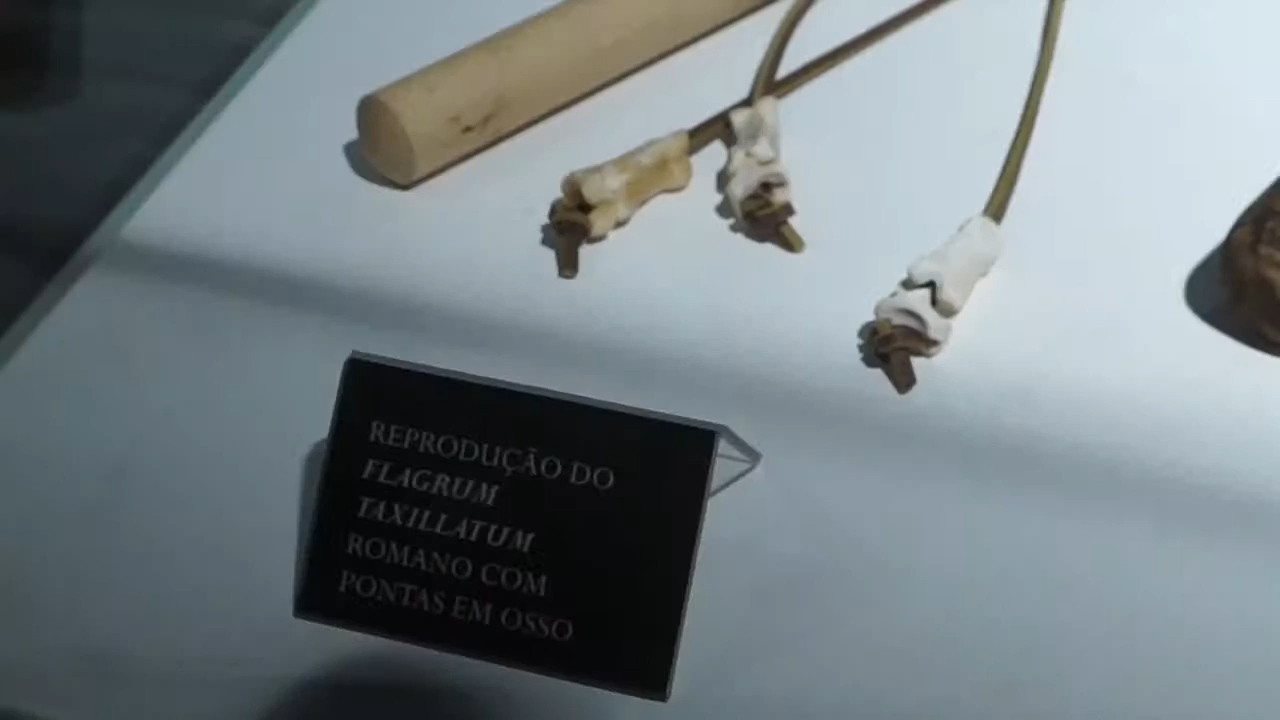 REPRODUÇÃO DO
FLAGRUM
TAXILLATUM
ROMANO COM
PONTAS EM OSSO